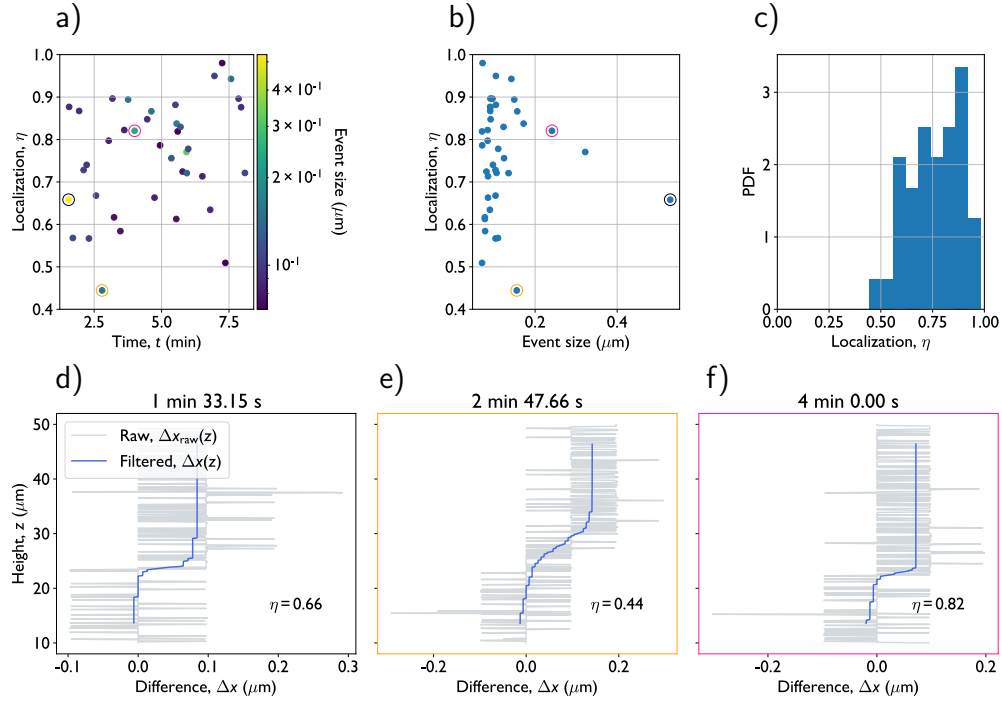 a)
1.0
0.9
0.8
0.7
0.6
0.5
0.4
Localization, η
2.5
5.0
7.5
Time, t (min)
4 × 10⁻¹
3 × 10⁻¹
2 × 10⁻¹
10⁻¹
Event size (μm)
b)
1.0
0.9
0.8
0.7
0.6
0.5
0.4
Localization, η
0.2
0.4
Event size (μm)
c)
3
2
1
0
PDF
0.00
0.25
0.50
0.75
1.00
Localization, η
d)
1 min 33.15 s
Raw, Δx_raw(z)
Filtered, Δx(z)
50
40
30
20
10
Height, z (μm)
η = 0.66
-0.1
0.0
0.1
0.2
0.3
Difference, Δx (μm)
e)
2 min 47.66 s
η = 0.44
-0.2
0.0
0.2
Difference, Δx (μm)
f)
4 min 0.00 s
η = 0.82
-0.2
0.0
0.2
Difference, Δx (μm)